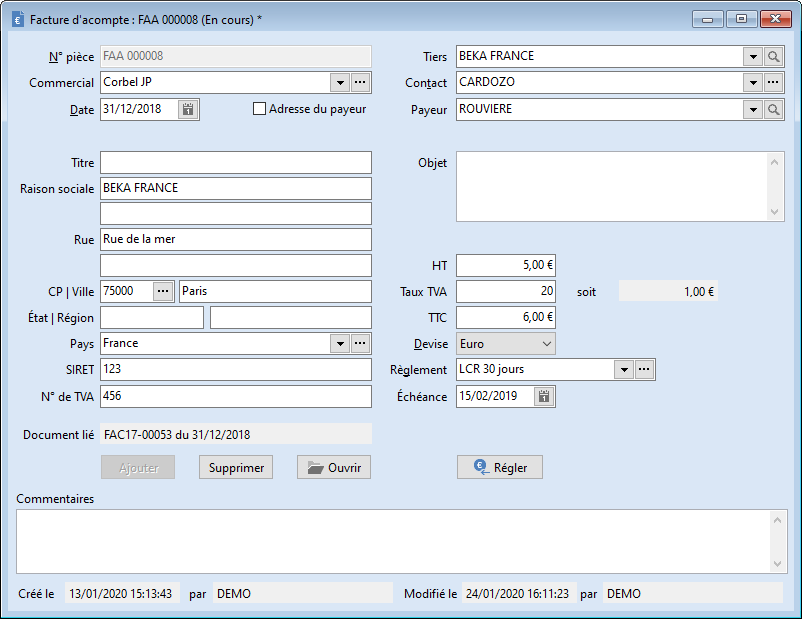 Facture d'acompte : FAA 000008 (En cours) *
N° pièce FAA 000008
Tiers BEKA FRANCE
Commercial Corbel JP
Contact CARDOZO
Date 31/12/2018 Adresse du payeur
Payeur ROUVIERE
Titre
Objet
Raison sociale BEKA FRANCE
Rue Rue de la mer
HT 5,00 €
CP | Ville 75000 ... Paris
Taux TVA 20 soit 1,00 €
État | Région
TTC 6,00 €
Pays France
Devise Euro
SIRET 123
Règlement LCR 30 jours
N° de TVA 456
Échéance 15/02/2019
Document lié FAC17-00053 du 31/12/2018
Ajouter Supprimer Ouvrir Régler
Commentaires
Créé le 13/01/2020 15:13:43 par DEMO Modifié le 24/01/2020 16:11:23 par DEMO